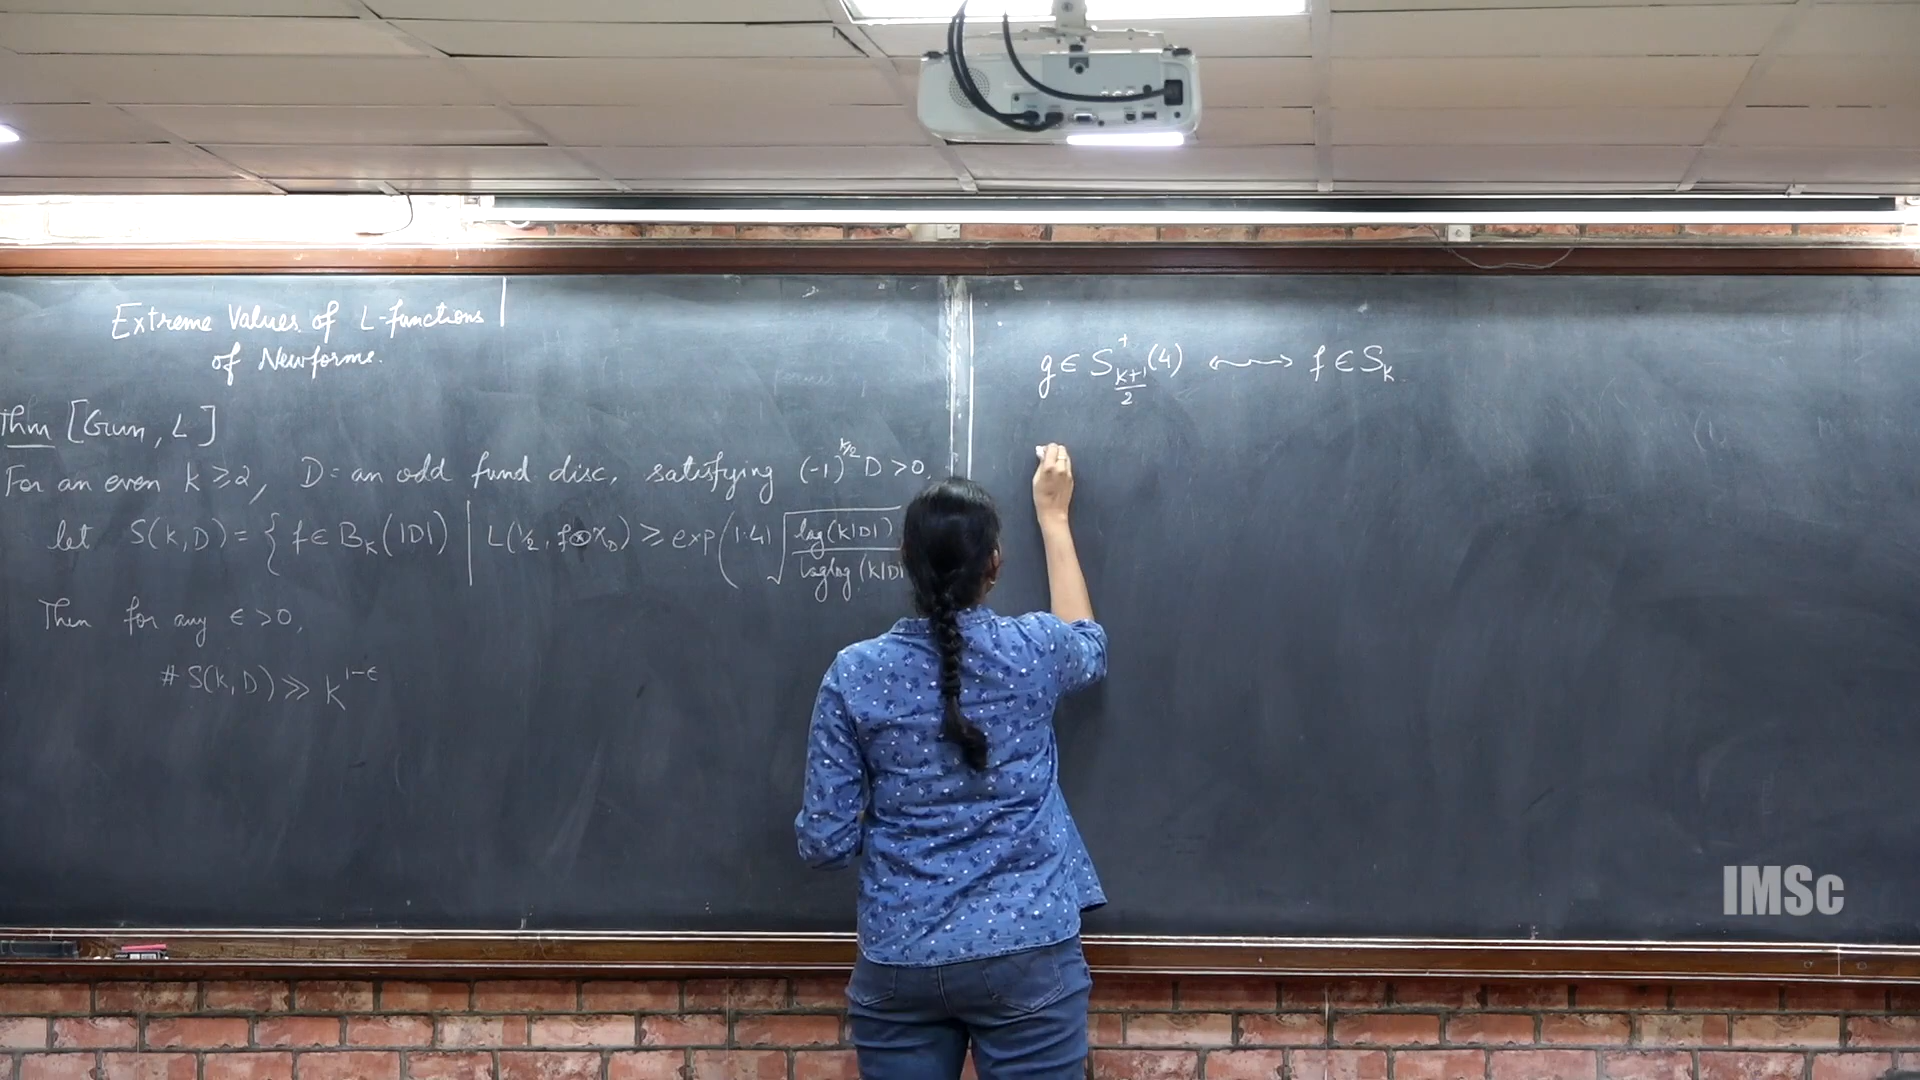 Extreme Values of L-functions
of Newforms.
Thm [Gun, L]
For an even k ≥ 2, D = an odd fund disc, satisfying (-1)^{k/2} D > 0,
let S(k,D) = { f ∈ B_k(|D|) | L(½, f⊗χ_D) ≥ exp(1.41 √(log(k|D|) / loglog(k|D|
Then for any ϵ > 0,
# S(k,D) ≫ k^{1-ϵ}
g ∈ S^+_{(k+1)/2}(4) ⟷ f ∈ S_k
IMSc